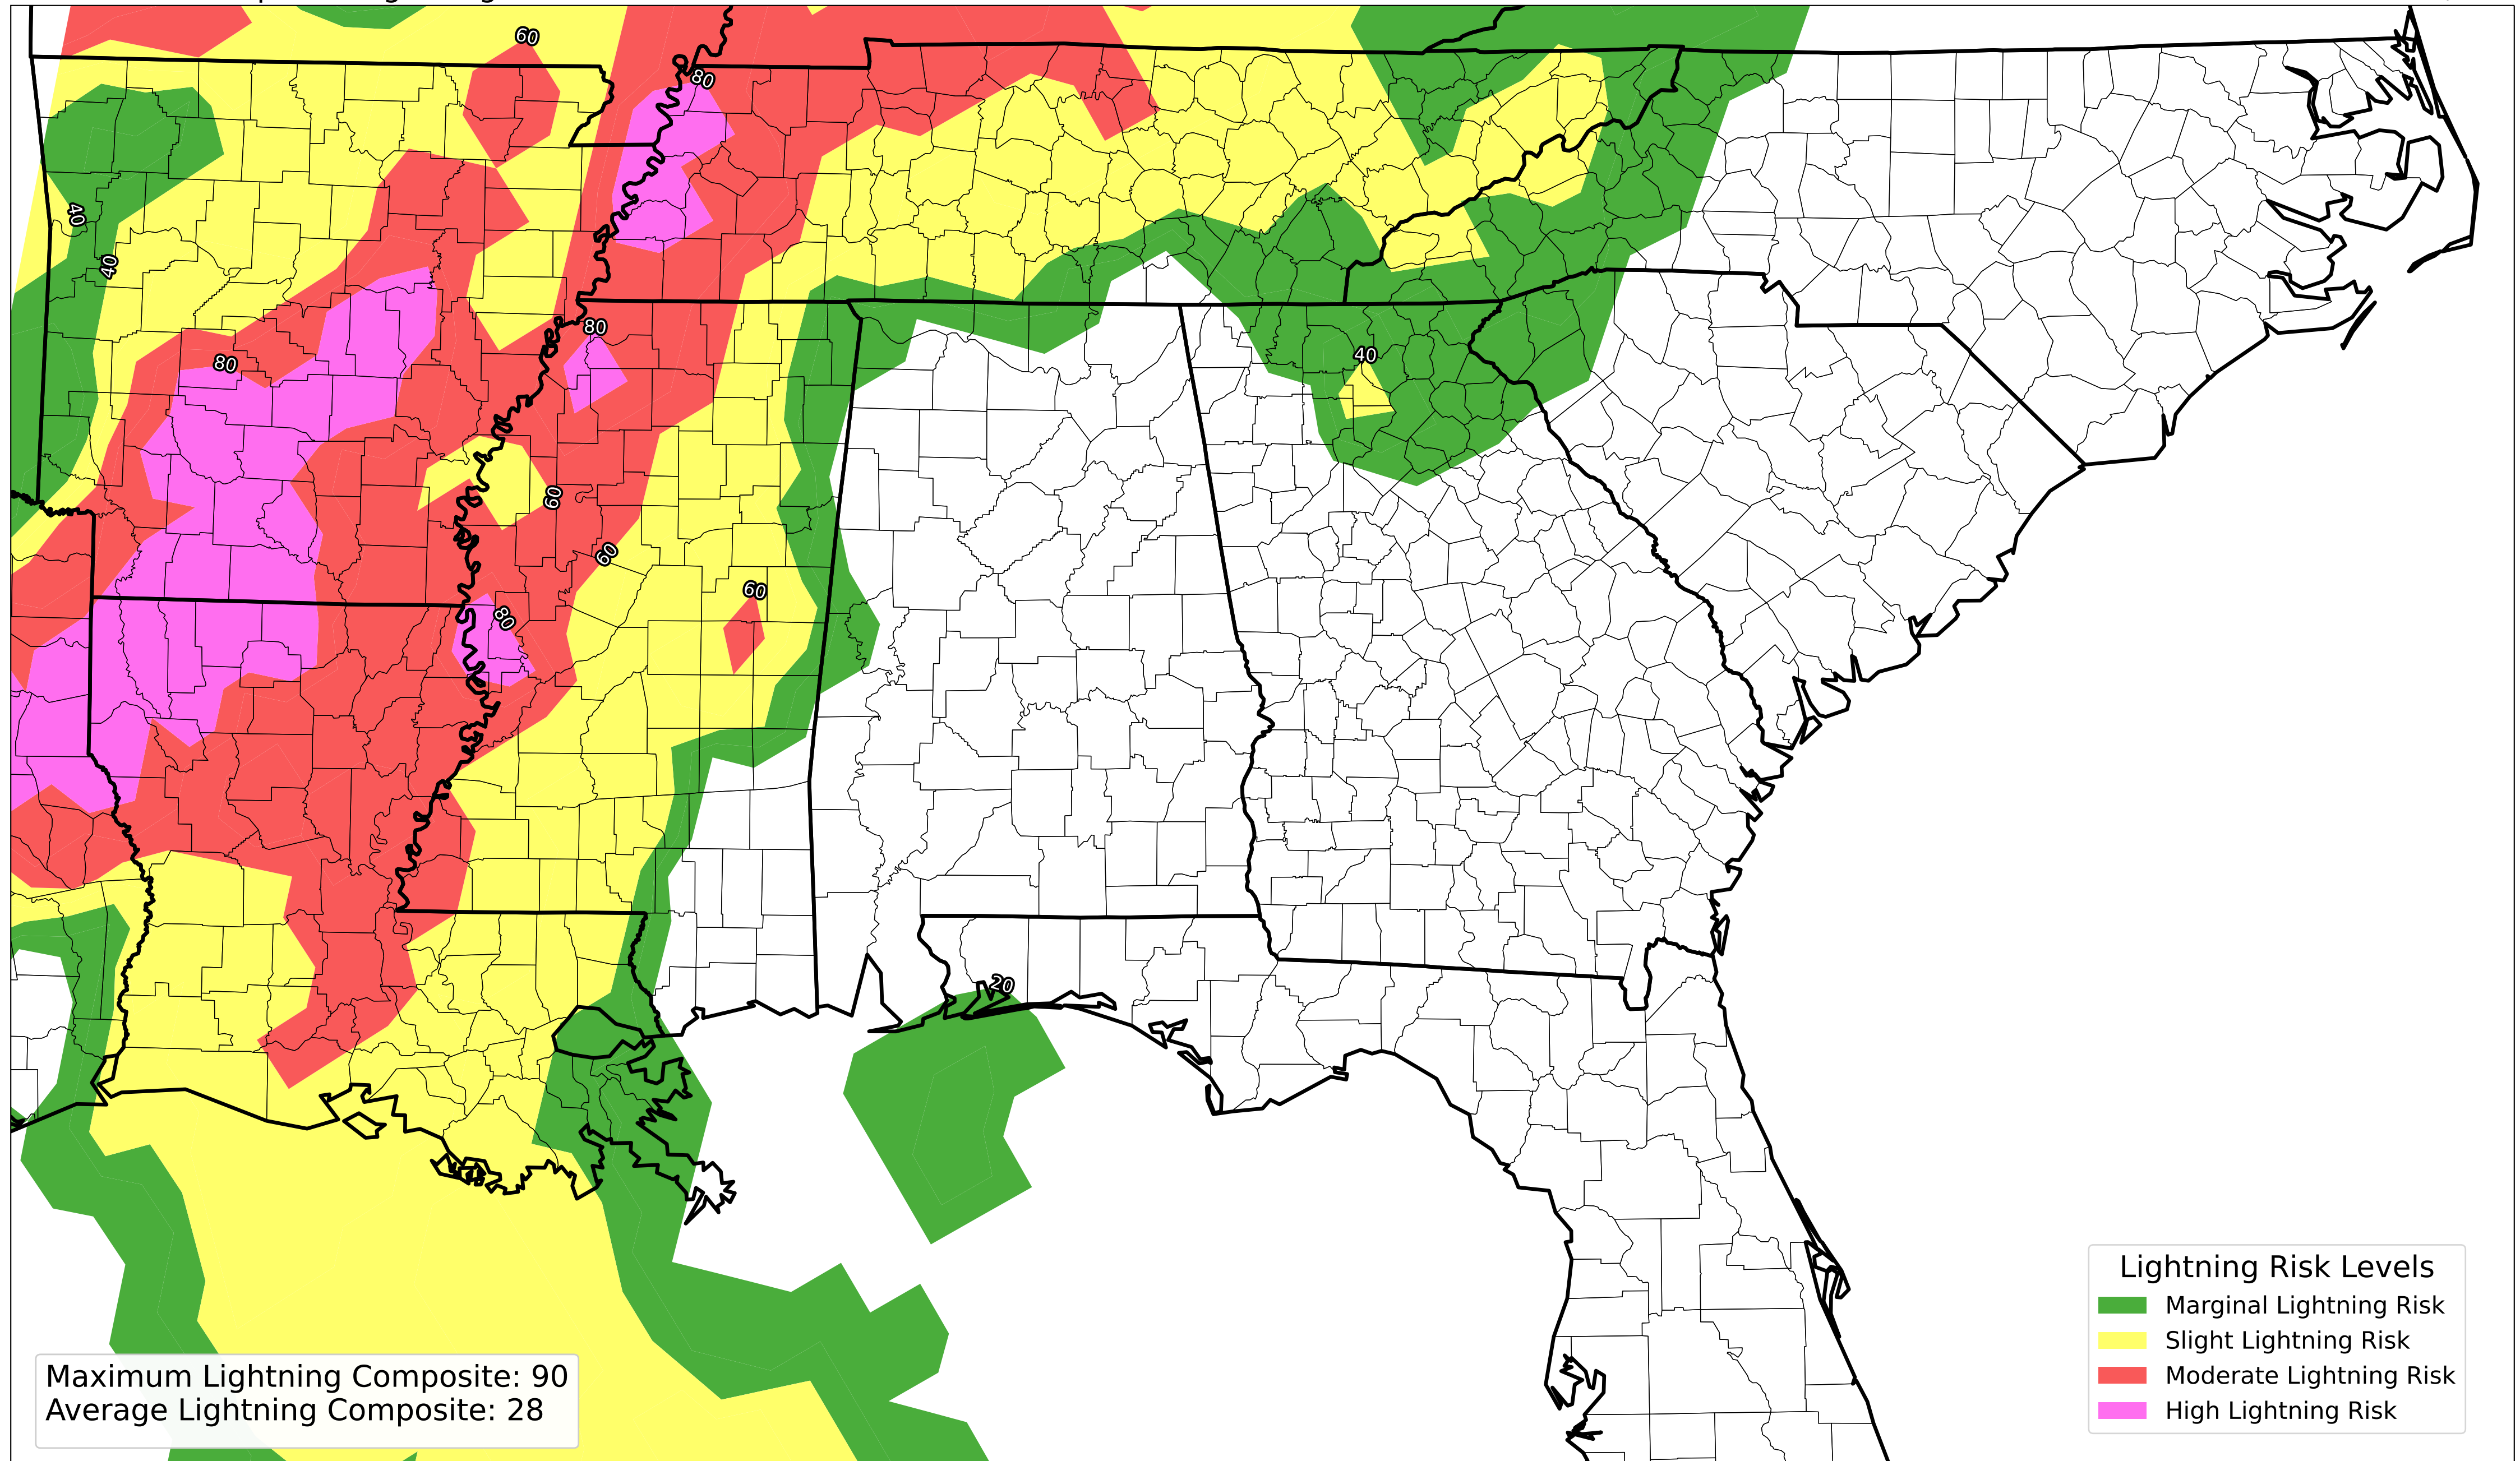 60
80
40
40
80
80
40
60
60
60
80
20
Lightning Risk Levels
Marginal Lightning Risk
Slight Lightning Risk
Moderate Lightning Risk
High Lightning Risk
Maximum Lightning Composite: 90
Average Lightning Composite: 28